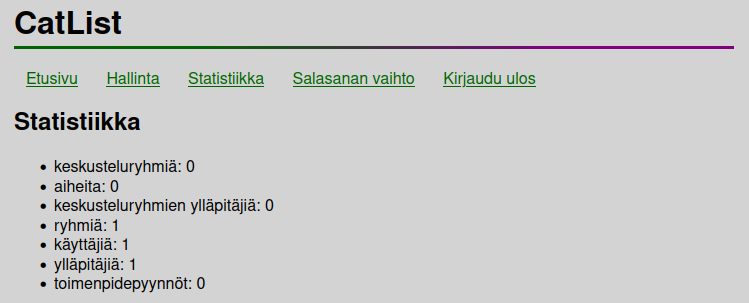 CatList
Etusivu Hallinta Statistiikka Salasanan vaihto Kirjaudu ulos
Statistiikka
• keskusteluryhmiä: 0
• aiheita: 0
• keskusteluryhmien ylläpitäjiä: 0
• ryhmiä: 1
• käyttäjiä: 1
• ylläpitäjiä: 1
• toimenpidepyynnöt: 0